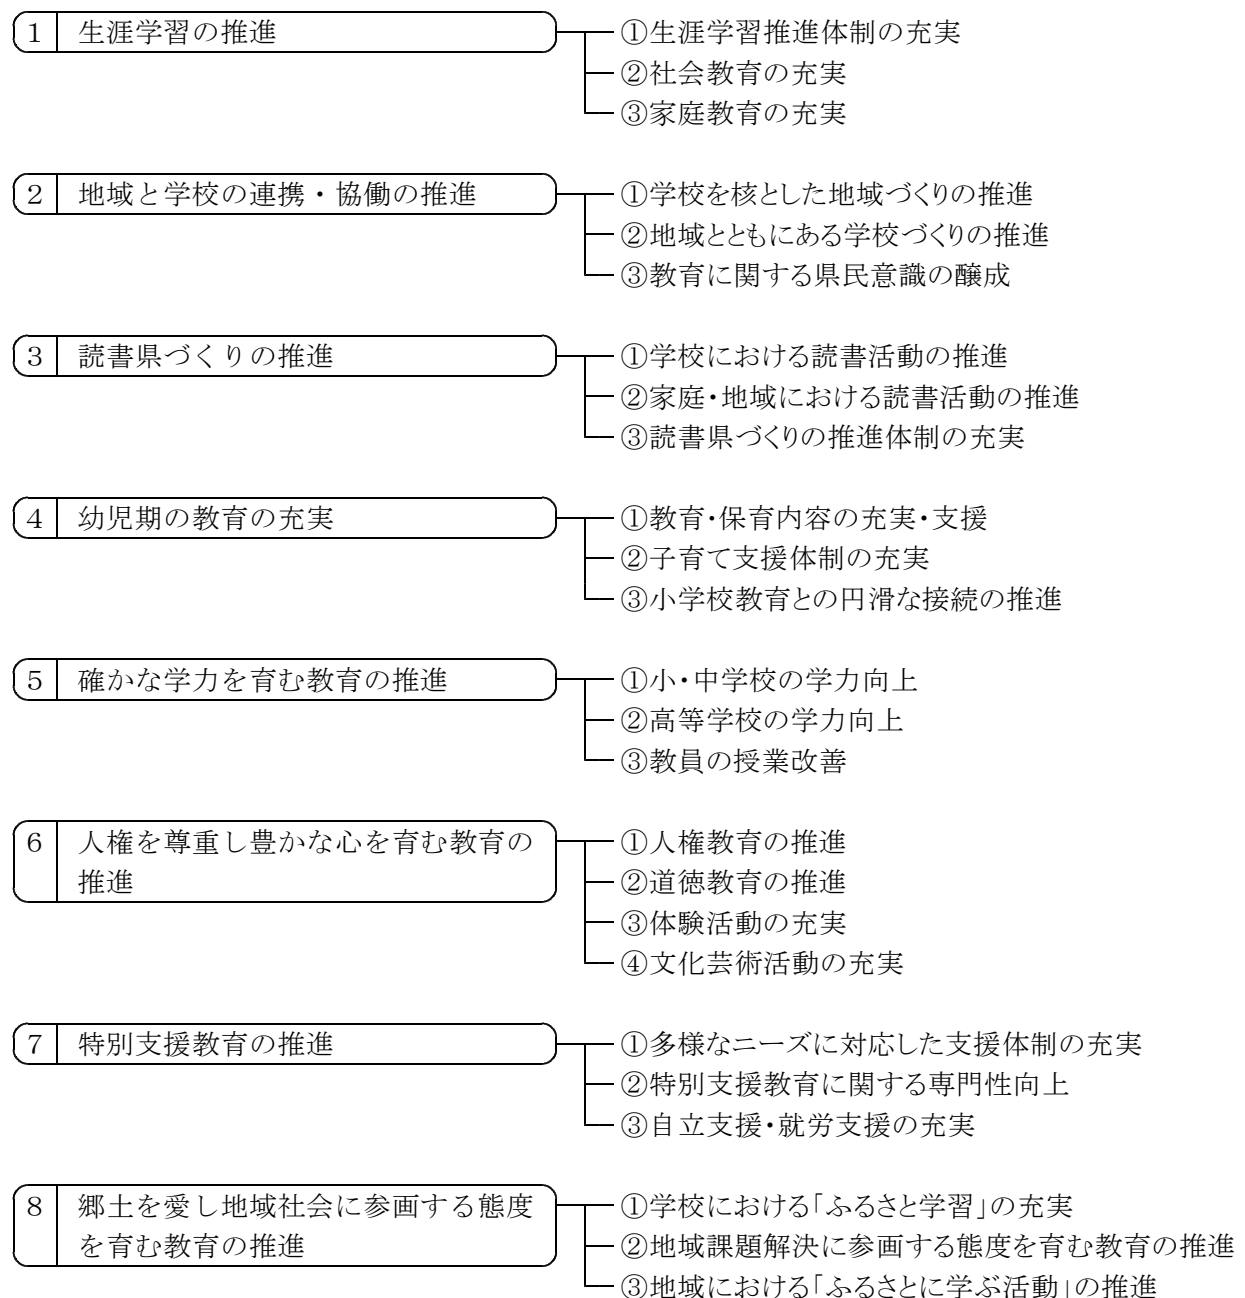 1 生涯学習の推進
①生涯学習推進体制の充実
②社会教育の充実
③家庭教育の充実
2 地域と学校の連携・協働の推進
①学校を核とした地域づくりの推進
②地域とともにある学校づくりの推進
③教育に関する県民意識の醸成
3 読書県づくりの推進
①学校における読書活動の推進
②家庭・地域における読書活動の推進
③読書県づくりの推進体制の充実
4 幼児期の教育の充実
①教育・保育内容の充実・支援
②子育て支援体制の充実
③小学校教育との円滑な接続の推進
5 確かな学力を育む教育の推進
①小・中学校の学力向上
②高等学校の学力向上
③教員の授業改善
6 人権を尊重し豊かな心を育む教育の
推進
①人権教育の推進
②道徳教育の推進
③体験活動の充実
④文化芸術活動の充実
7 特別支援教育の推進
①多様なニーズに対応した支援体制の充実
②特別支援教育に関する専門性向上
③自立支援・就労支援の充実
8 郷土を愛し地域社会に参画する態度
を育む教育の推進
①学校における「ふるさと学習」の充実
②地域課題解決に参画する態度を育む教育の推進
③地域における「ふるさとに学ぶ活動」の推進